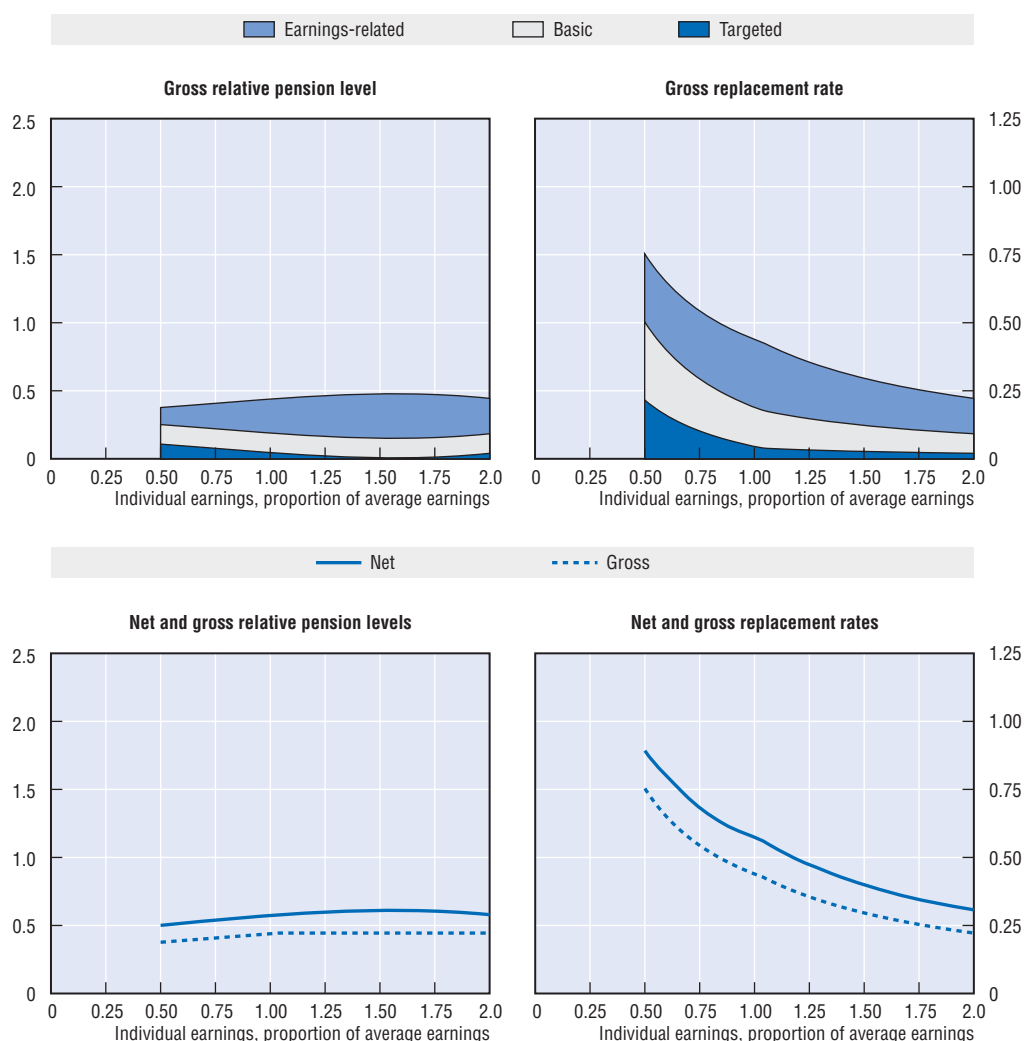 Earnings-related Basic Targeted
Gross relative pension level
2.5
2.0
1.5
1.0
0.5
0
0 0.25 0.50 0.75 1.00 1.25 1.50 1.75 2.0
Individual earnings, proportion of average earnings
Gross replacement rate
1.25
1.00
0.75
0.50
0.25
0
0 0.25 0.50 0.75 1.00 1.25 1.50 1.75 2.0
Individual earnings, proportion of average earnings
Net Gross
Net and gross relative pension levels
2.5
2.0
1.5
1.0
0.5
0
0 0.25 0.50 0.75 1.00 1.25 1.50 1.75 2.0
Individual earnings, proportion of average earnings
Net and gross replacement rates
1.25
1.00
0.75
0.50
0.25
0
0 0.25 0.50 0.75 1.00 1.25 1.50 1.75 2.0
Individual earnings, proportion of average earnings